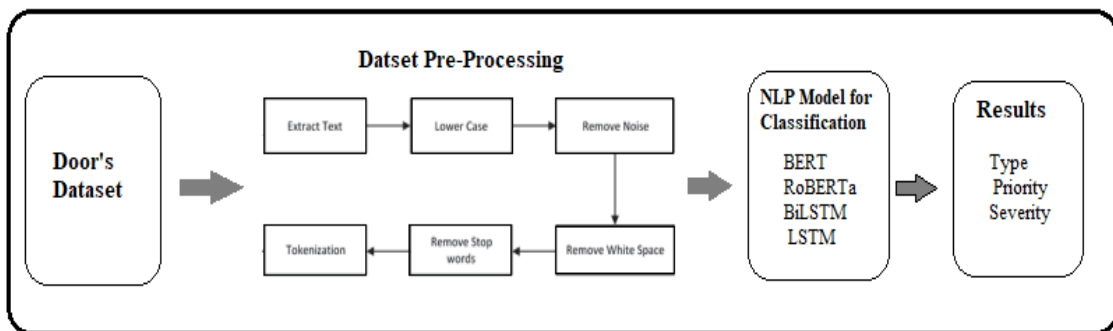 Datset Pre-Processing
Door's
Dataset
Extract Text
Lower Case
Remove Noise
Remove White Space
Remove Stop
words
Tokenization
NLP Model for
Classification
BERT
RoBERTa
BiLSTM
LSTM
Results
Type
Priority
Severity